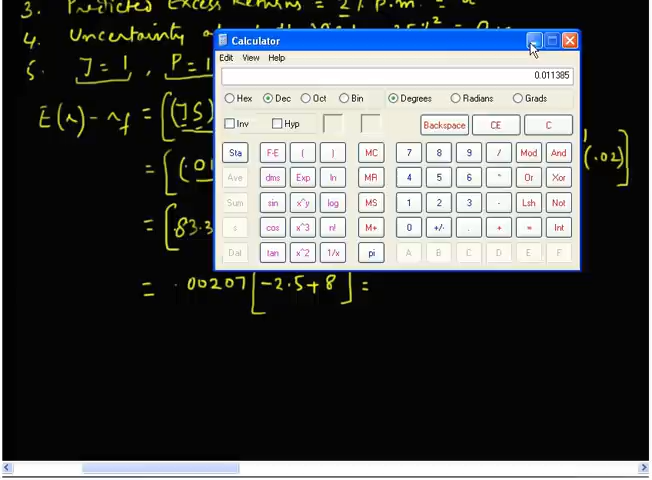 3. Predicted Excess Returns = 2% p.m. = α
4. Uncertainty
5. J=1 , P=1
Calculator
Edit View Help
0.011385
Hex Dec Oct Bin Degrees Radians Grads
Inv Hyp Backspace CE C
Sta F-E ( ) MC 7 8 9 / Mod And
Ave dms Exp ln MR 4 5 6 * Or Xor
Sum sin x^y log MS 1 2 3 - Lsh Not
s cos x^3 n! M+ 0 +/- . + = Int
Dat tan x^2 1/x pi A B C D E F
E(r) - rf = [(JS)
= [(.01 (.02)]
= [83.3
= .00207 [-2.5+8] =